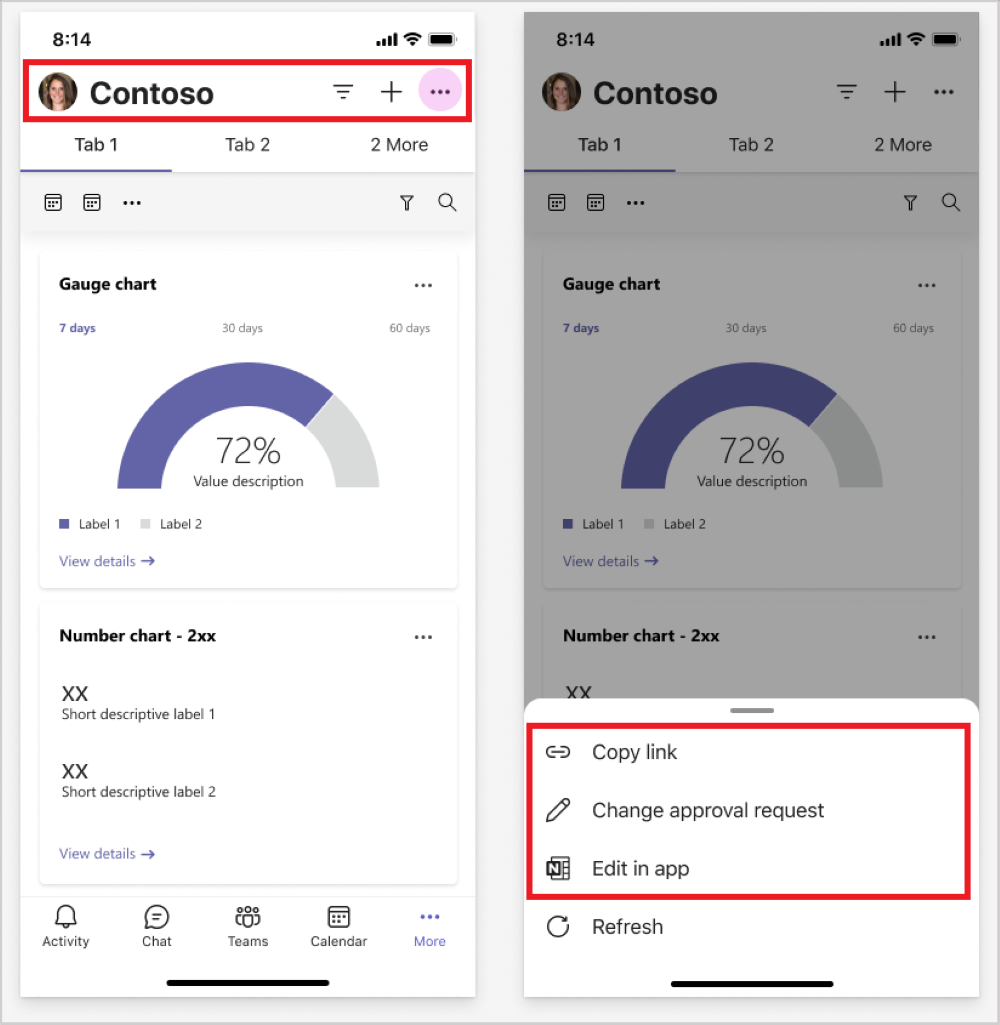 8:14
Contoso
Tab 1 Tab 2 2 More
Gauge chart
7 days 30 days 60 days
72%
Value description
Label 1 Label 2
View details →
Number chart - 2xx
XX
Short descriptive label 1
XX
Short descriptive label 2
View details →
Activity Chat Teams Calendar More
8:14
Contoso
Tab 1 Tab 2 2 More
Gauge chart
7 days 30 days 60 days
72%
Value description
Label 1 Label 2
View details →
Number chart - 2xx
XX
Copy link
Change approval request
N Edit in app
Refresh